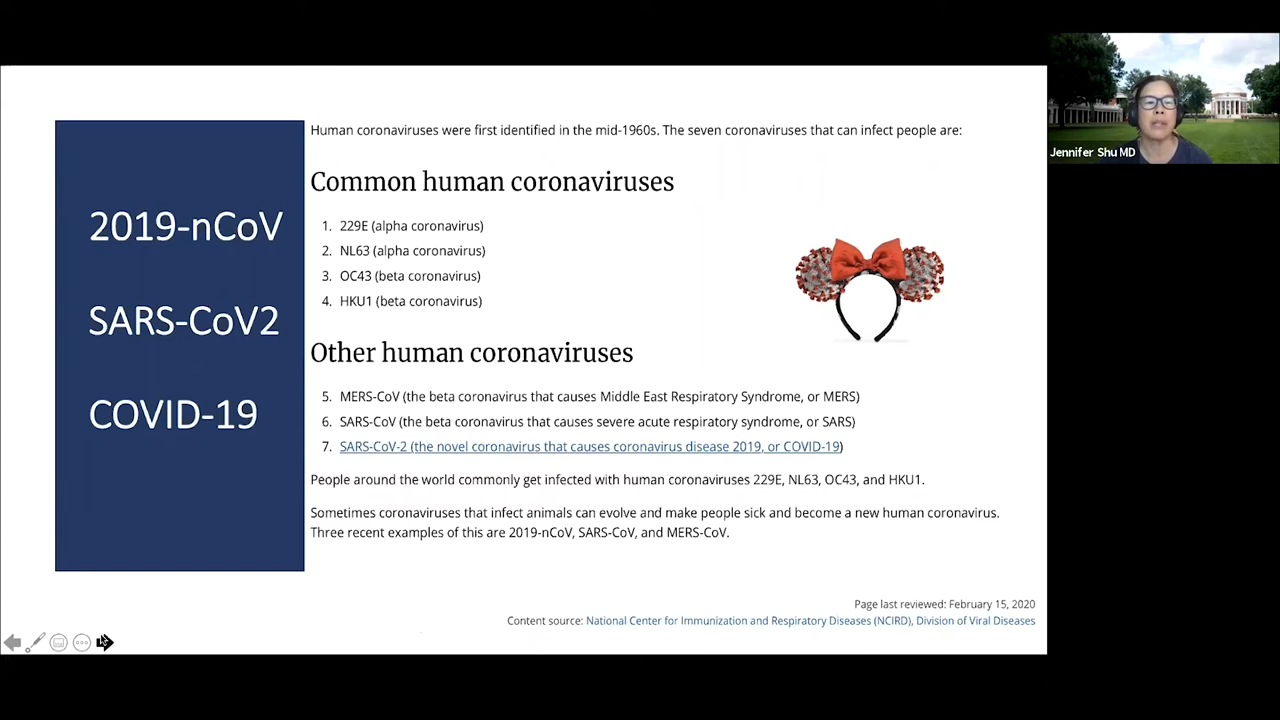 2019-nCoV
SARS-CoV2
COVID-19
Human coronaviruses were first identified in the mid-1960s. The seven coronaviruses that can infect people are:
Common human coronaviruses
1. 229E (alpha coronavirus)
2. NL63 (alpha coronavirus)
3. OC43 (beta coronavirus)
4. HKU1 (beta coronavirus)
Other human coronaviruses
5. MERS-CoV (the beta coronavirus that causes Middle East Respiratory Syndrome, or MERS)
6. SARS-CoV (the beta coronavirus that causes severe acute respiratory syndrome, or SARS)
7. SARS-CoV-2 (the novel coronavirus that causes coronavirus disease 2019, or COVID-19)
People around the world commonly get infected with human coronaviruses 229E, NL63, OC43, and HKU1.
Sometimes coronaviruses that infect animals can evolve and make people sick and become a new human coronavirus.
Three recent examples of this are 2019-nCoV, SARS-CoV, and MERS-CoV.
Page last reviewed: February 15, 2020
Content source: National Center for Immunization and Respiratory Diseases (NCIRD), Division of Viral Diseases
Jennifer Shu MD